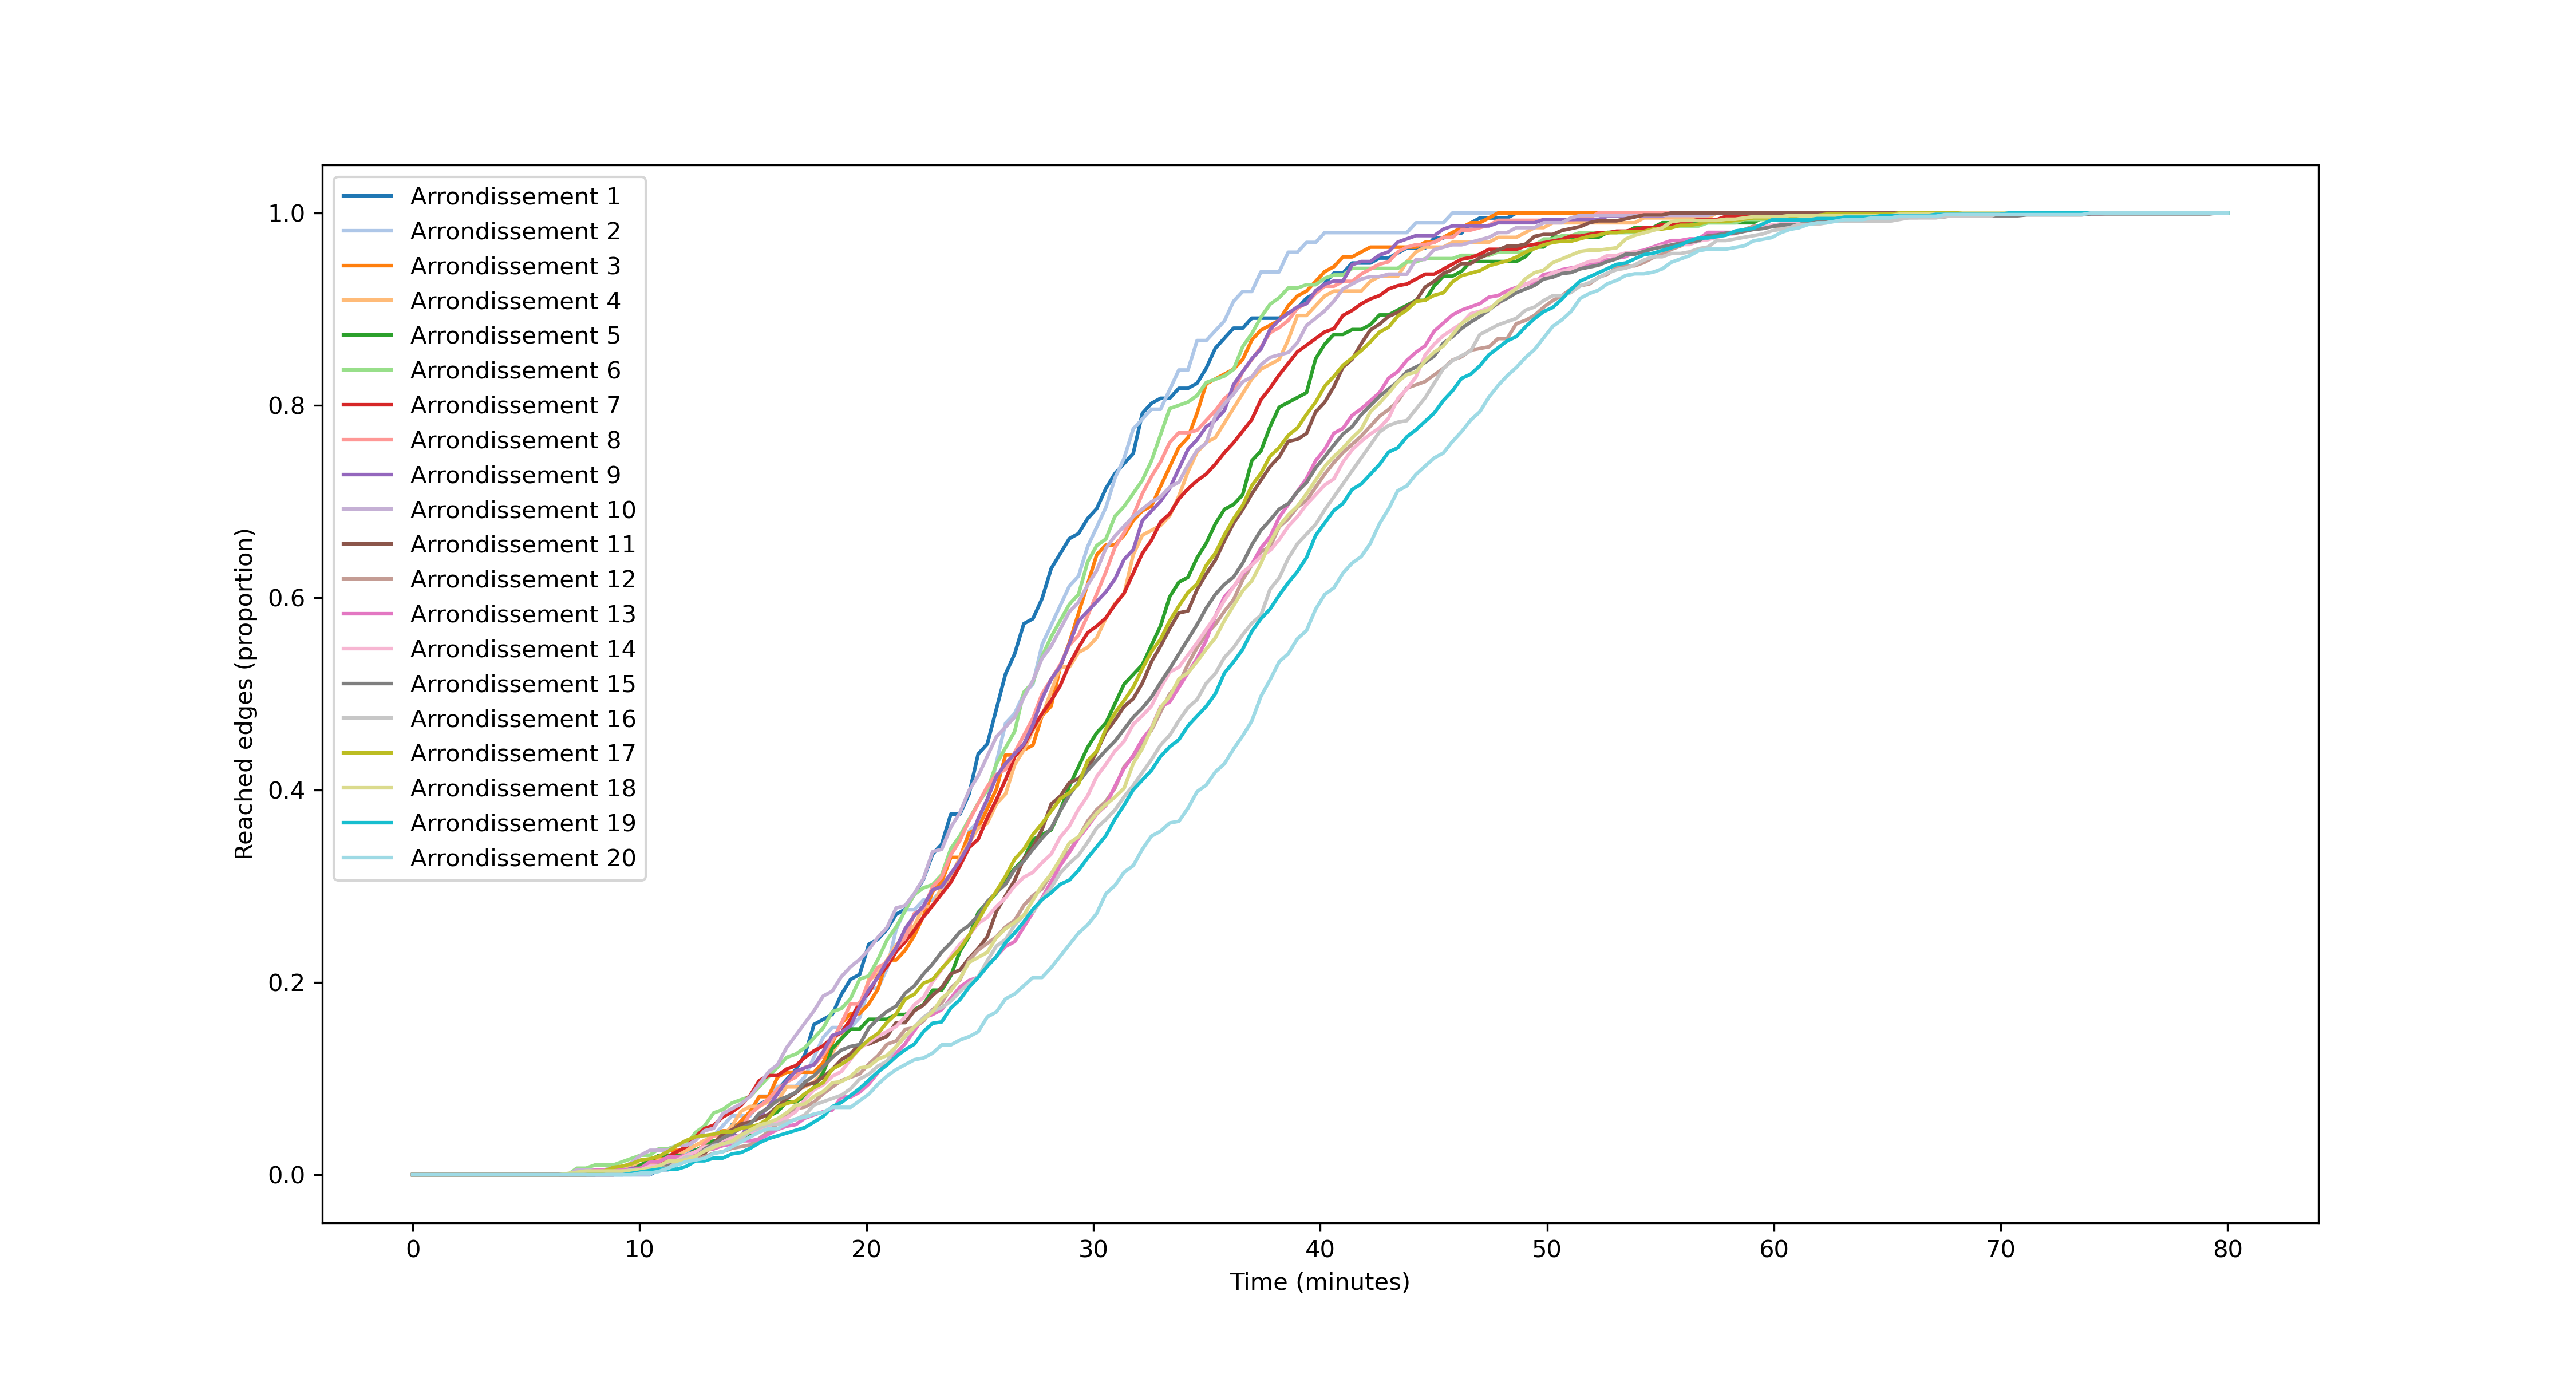 Arrondissement 1
Arrondissement 2
Arrondissement 3
Arrondissement 4
Arrondissement 5
Arrondissement 6
Arrondissement 7
Arrondissement 8
Arrondissement 9
Arrondissement 10
Arrondissement 11
Arrondissement 12
Arrondissement 13
Arrondissement 14
Arrondissement 15
Arrondissement 16
Arrondissement 17
Arrondissement 18
Arrondissement 19
Arrondissement 20
1.0
0.8
0.6
0.4
0.2
0.0
Reached edges (proportion)
0 10 20 30 40 50 60 70 80
Time (minutes)